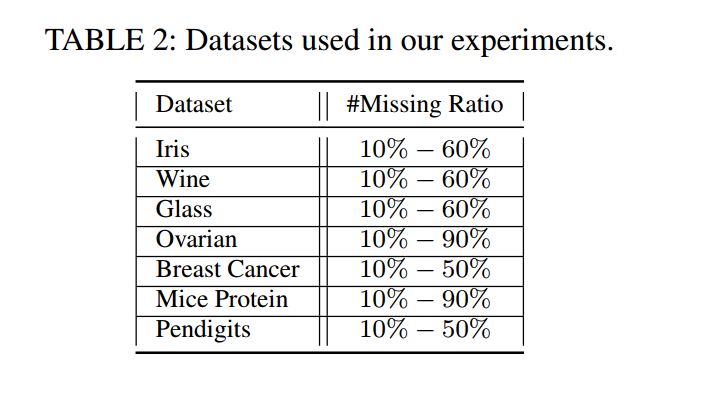 TABLE 2: Datasets used in our experiments.
Dataset #Missing Ratio
Iris 10% – 60%
Wine 10% – 60%
Glass 10% – 60%
Ovarian 10% – 90%
Breast Cancer 10% – 50%
Mice Protein 10% – 90%
Pendigits 10% – 50%